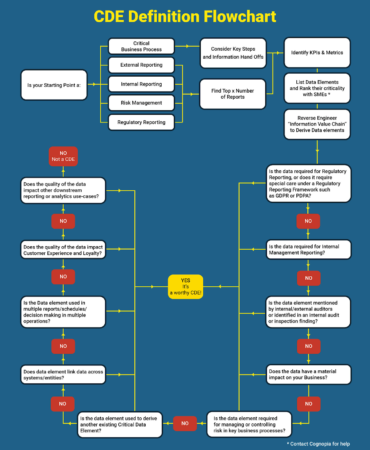 CDE Definition Flowchart
Is your Starting Point a:
Critical
Business Process
External Reporting
Internal Reporting
Risk Management
Regulatory Reporting
Consider Key Steps
and Information Hand Offs
Find Top x Number
of Reports
Identify KPIs & Metrics
List Data Elements
and Rank their criticality
with SMEs *
Reverse Engineer
"Information Value Chain"
to Derive Data elements
Is the data required for Regulatory
Reporting, or does it require
special care under a Regulatory
Reporting Framework such
as GDPR or PDPA?
NO
Is the data required for Internal
Management Reporting?
NO
Is the data element mentioned
by internal/external auditors
or identified in an internal audit
or inspection finding?
NO
Does the data have a material
impact on your Business?
NO
Is the data element required
for managing or controlling
risk in key business processes?
NO
Is the data element used to derive
another existing Critical Data
Element?
NO
Does data element link data across
systems/entities?
NO
Is the Data element used in
multiple reports/schedules/
decision making in multiple
operations?
NO
Does the quality of the data impact
Customer Experience and Loyalty?
NO
Does the quality of the data
impact other downstream
reporting or analytics use-cases?
NO
Not a CDE
YES
it's
a worthy CDE!
* Contact Cognopia for help